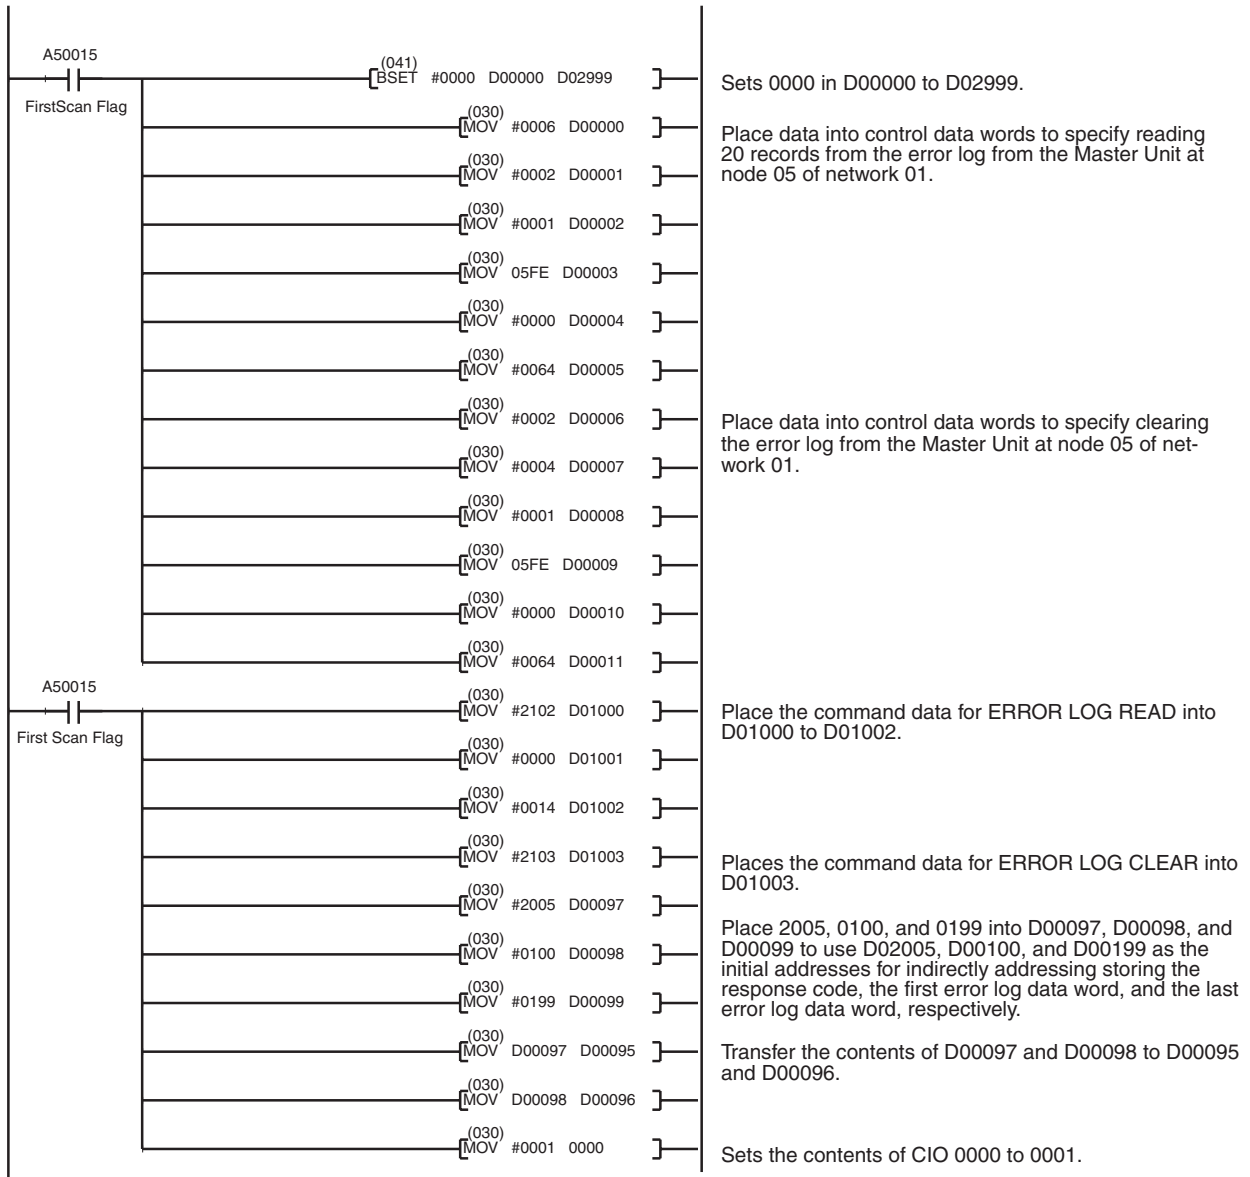 A50015
(041)
BSET #0000 D00000 D02999
Sets 0000 in D00000 to D02999.
FirstScan Flag
(030)
MOV #0006 D00000
Place data into control data words to specify reading
20 records from the error log from the Master Unit at
node 05 of network 01.
(030)
MOV #0002 D00001
(030)
MOV #0001 D00002
(030)
MOV 05FE D00003
(030)
MOV #0000 D00004
(030)
MOV #0064 D00005
(030)
MOV #0002 D00006
Place data into control data words to specify clearing
the error log from the Master Unit at node 05 of net-
work 01.
(030)
MOV #0004 D00007
(030)
MOV #0001 D00008
(030)
MOV 05FE D00009
(030)
MOV #0000 D00010
(030)
MOV #0064 D00011
A50015
(030)
MOV #2102 D01000
Place the command data for ERROR LOG READ into
D01000 to D01002.
First Scan Flag
(030)
MOV #0000 D01001
(030)
MOV #0014 D01002
(030)
MOV #2103 D01003
Places the command data for ERROR LOG CLEAR into
D01003.
(030)
MOV #2005 D00097
Place 2005, 0100, and 0199 into D00097, D00098, and
D00099 to use D02005, D00100, and D00199 as the
initial addresses for indirectly addressing storing the
response code, the first error log data word, and the last
error log data word, respectively.
(030)
MOV #0100 D00098
(030)
MOV #0199 D00099
(030)
MOV D00097 D00095
Transfer the contents of D00097 and D00098 to D00095
and D00096.
(030)
MOV D00098 D00096
(030)
MOV #0001 0000
Sets the contents of CIO 0000 to 0001.